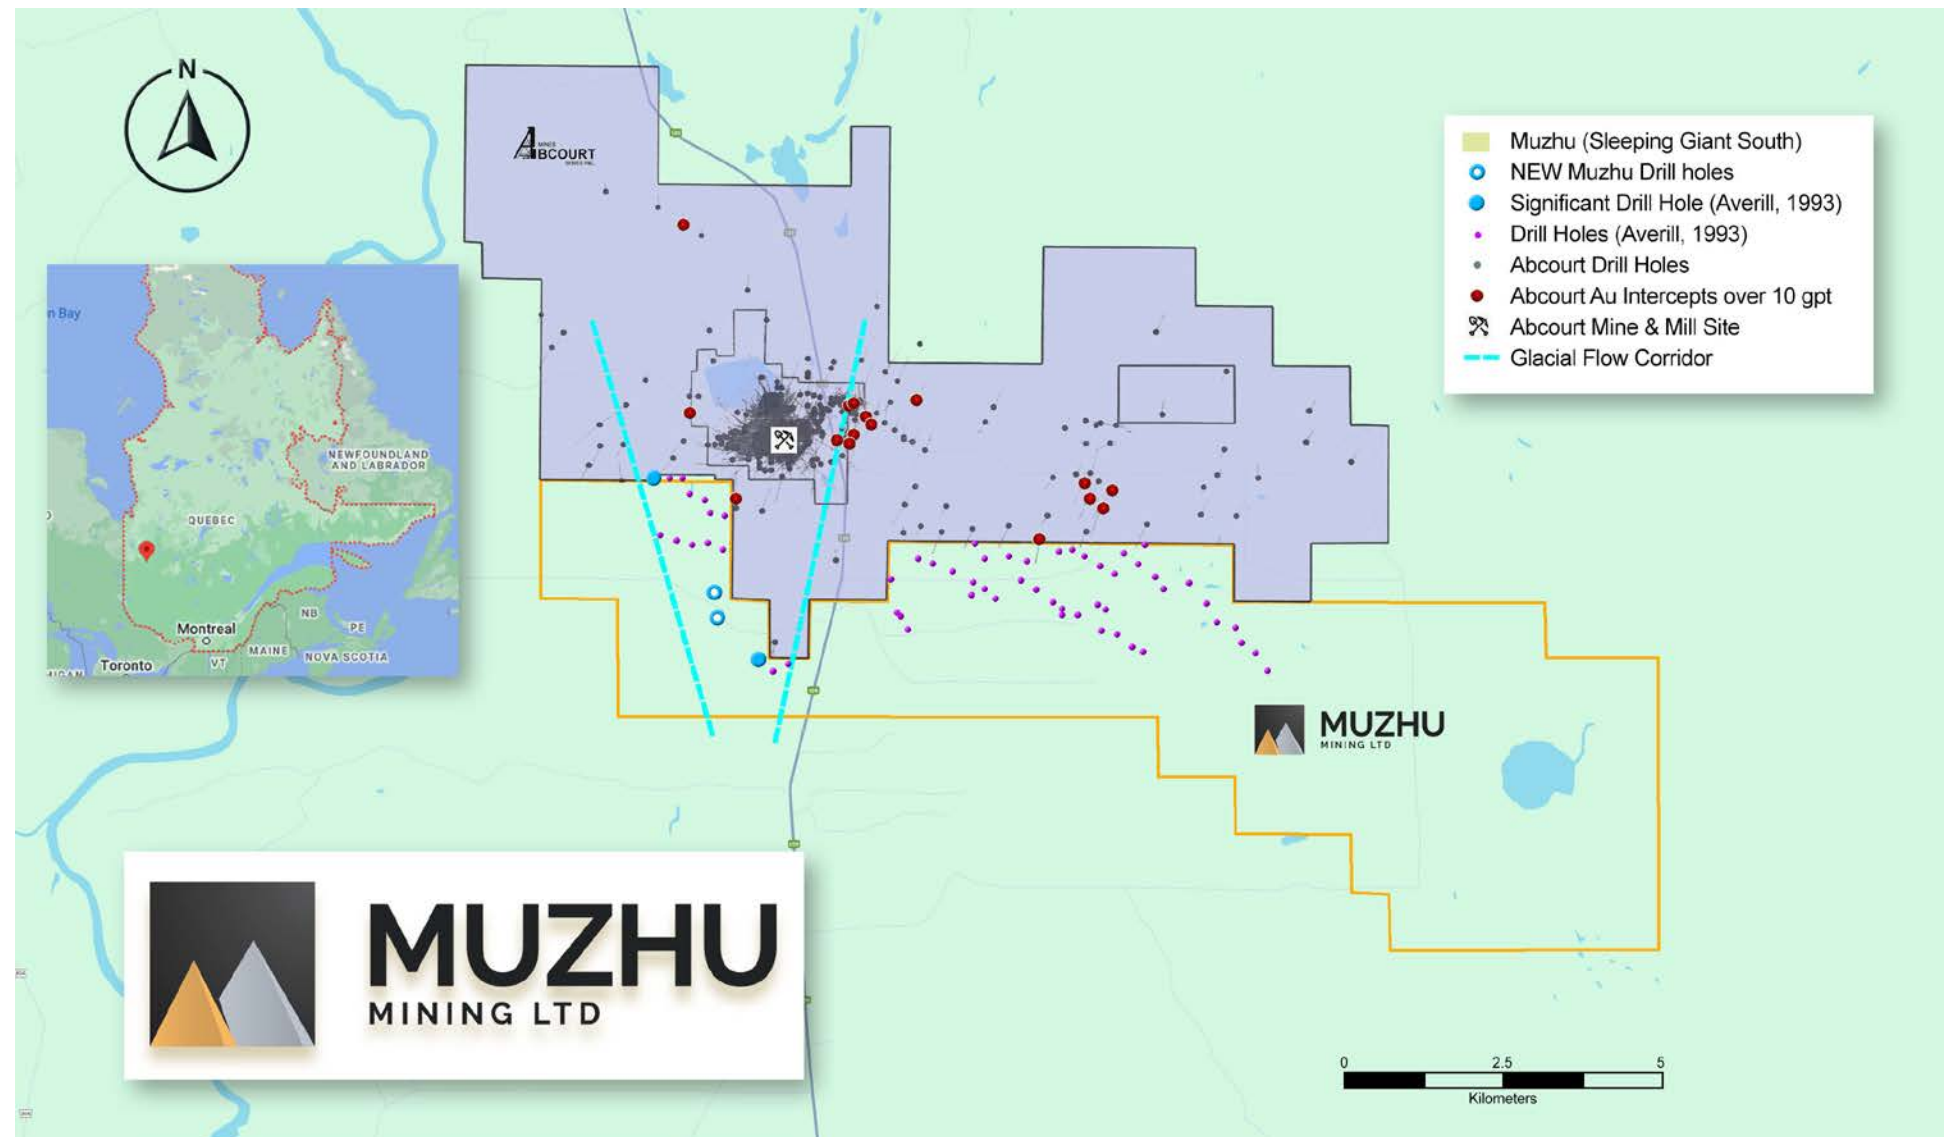 N
MINES
ABCOURT
MINES INC.
Muzhu (Sleeping Giant South)
NEW Muzhu Drill holes
Significant Drill Hole (Averill, 1993)
Drill Holes (Averill, 1993)
Abcourt Drill Holes
Abcourt Au Intercepts over 10 gpt
Abcourt Mine & Mill Site
Glacial Flow Corridor
n Bay
NEWFOUNDLAND
AND LABRADOR
QUEBEC
NB
PE
Montreal
MAINE
NOVA SCOTIA
VT
Toronto
MUZHU
MINING LTD
MUZHU
MINING LTD
0 2.5 5
Kilometers